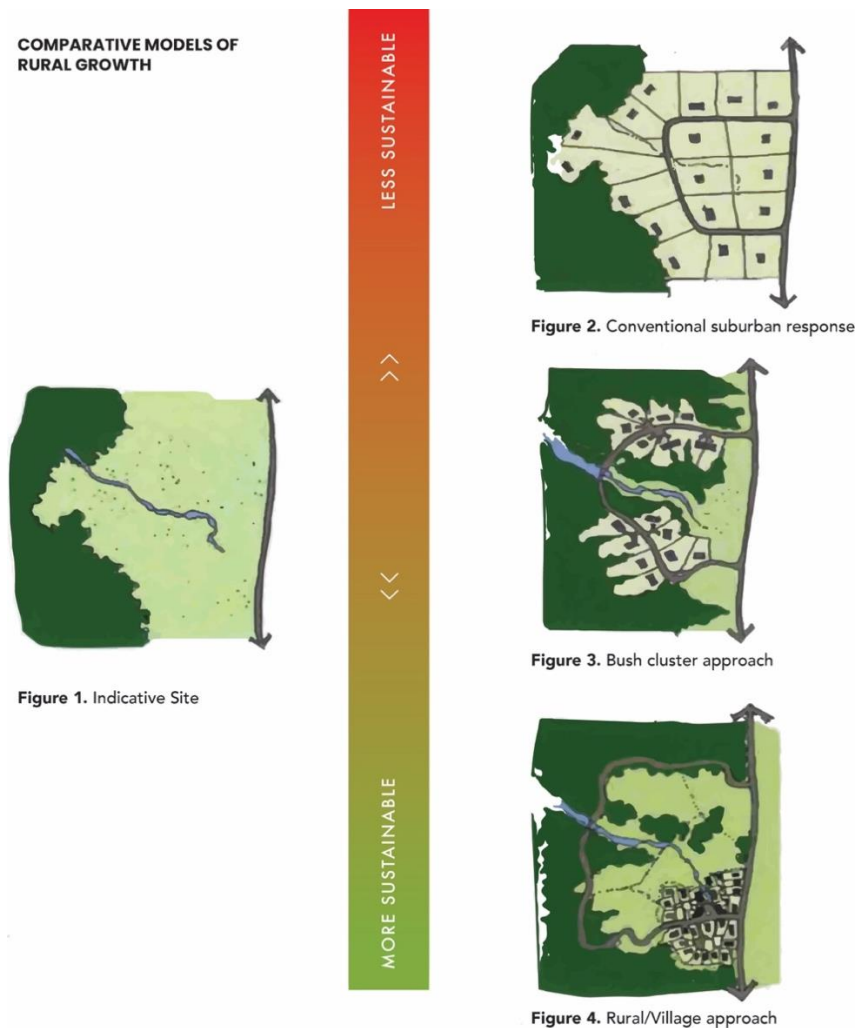 COMPARATIVE MODELS OF
RURAL GROWTH
LESS SUSTAINABLE
MORE SUSTAINABLE
Figure 1. Indicative Site
Figure 2. Conventional suburban response
Figure 3. Bush cluster approach
Figure 4. Rural/Village approach